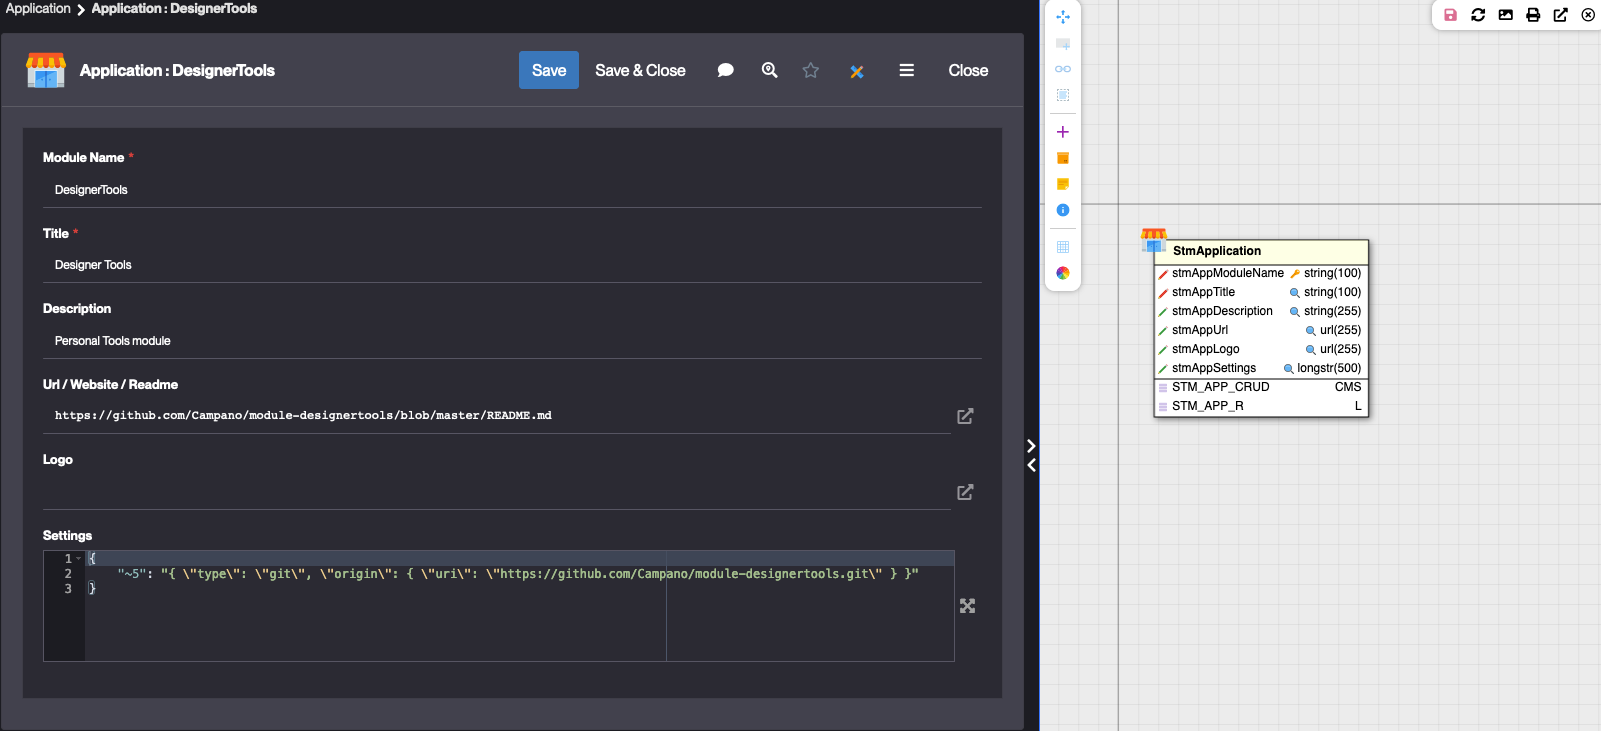 Application > Application : DesignerTools
Application : DesignerTools
Save
Save & Close
Close
Module Name *
DesignerTools
Title *
Designer Tools
Description
Personal Tools module
Url / Website / Readme
https://github.com/Campano/module-designertools/blob/master/README.md
Logo
Settings
1 {
2 "~5": "{ \"type\": \"git\", \"origin\": { \"uri\": \"https://github.com/Campano/module-designertools.git\" } }"
3 }
StmApplication
stmAppModuleName string(100)
stmAppTitle string(100)
stmAppDescription string(255)
stmAppUrl url(255)
stmAppLogo url(255)
stmAppSettings longstr(500)
STM_APP_CRUD CMS
STM_APP_R L